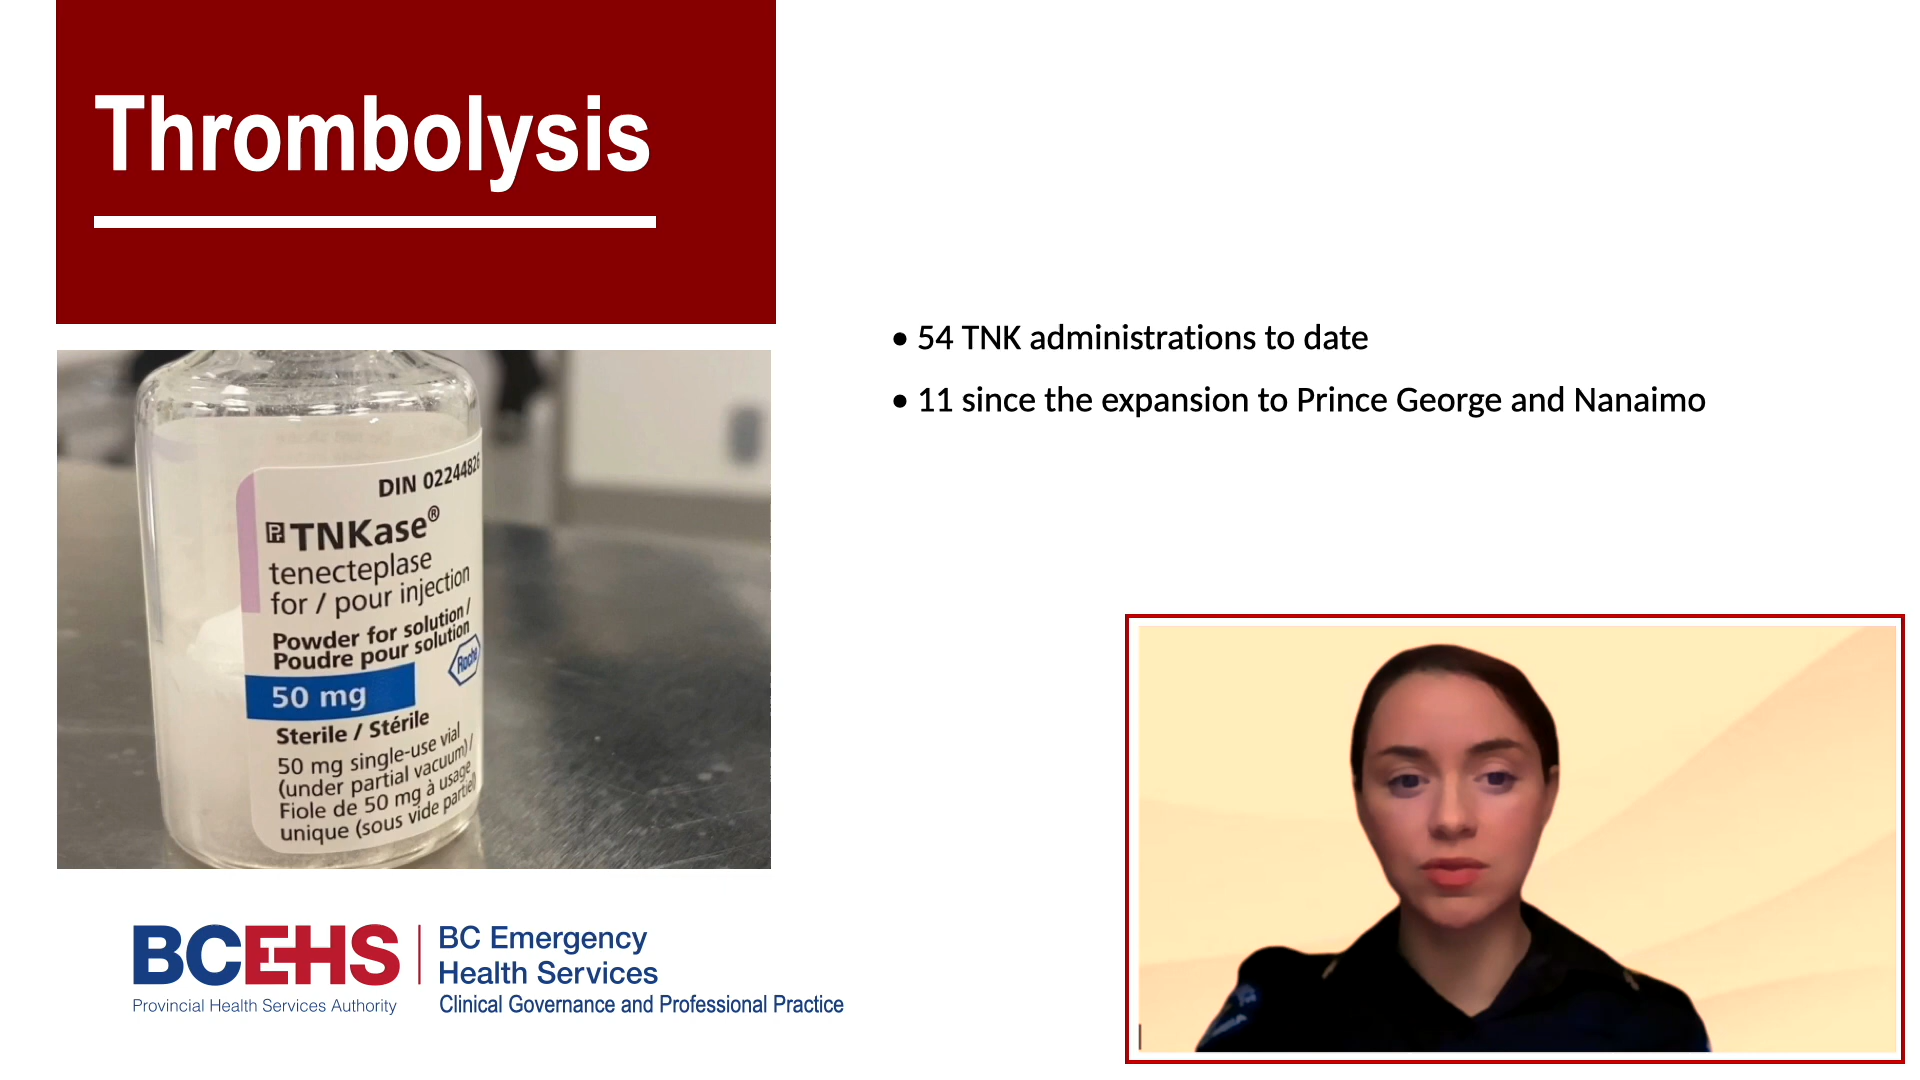 Thrombolysis
• 54 TNK administrations to date
• 11 since the expansion to Prince George and Nanaimo
DIN 02244826
Pr TNKase®
tenecteplase
for / pour injection
Powder for solution /
Poudre pour solution
Roche
50 mg
Sterile / Stérile
50 mg single-use vial
(under partial vacuum) /
Fiole de 50 mg à usage
unique (sous vide partiel)
BCEHS
Provincial Health Services Authority
BC Emergency
Health Services
Clinical Governance and Professional Practice